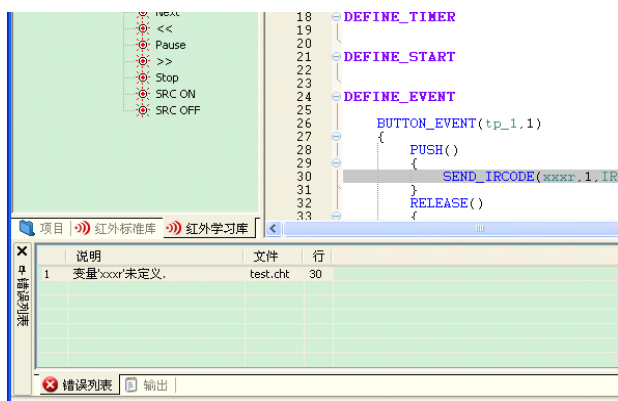 Next
<<
Pause
>>
Stop
SRC ON
SRC OFF
项目
红外标准库
红外学习库
18 DEFINE_TIMER
19
20
21 DEFINE_START
22
23
24 DEFINE_EVENT
25
26 BUTTON_EVENT(tp_1,1)
27 {
28 PUSH()
29 {
30 SEND_IRCODE(xxxr,1,IR
31 }
32 RELEASE()
33 {
错误列表
说明 文件 行
1 变量'xxxr'未定义. test.cht 30
错误列表 输出